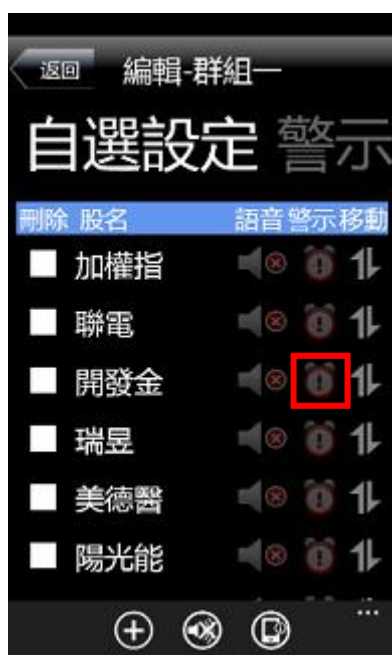 返回 編輯-群組一
自選設定 警示
刪除 股名 語音 警示 移動
加權指
聯電
開發金
瑞昱
美德醫
陽光能